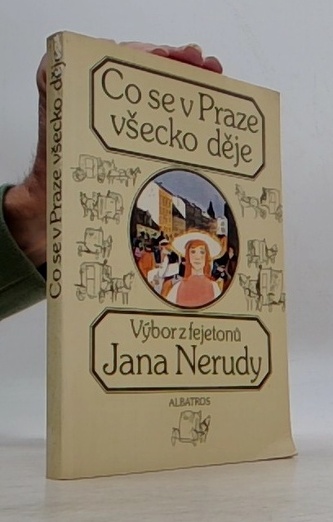 Co se v Praze
všecko děje
Výbor z fejetonů
Jana Nerudy
ALBATROS
Co se v Praze všecko děje